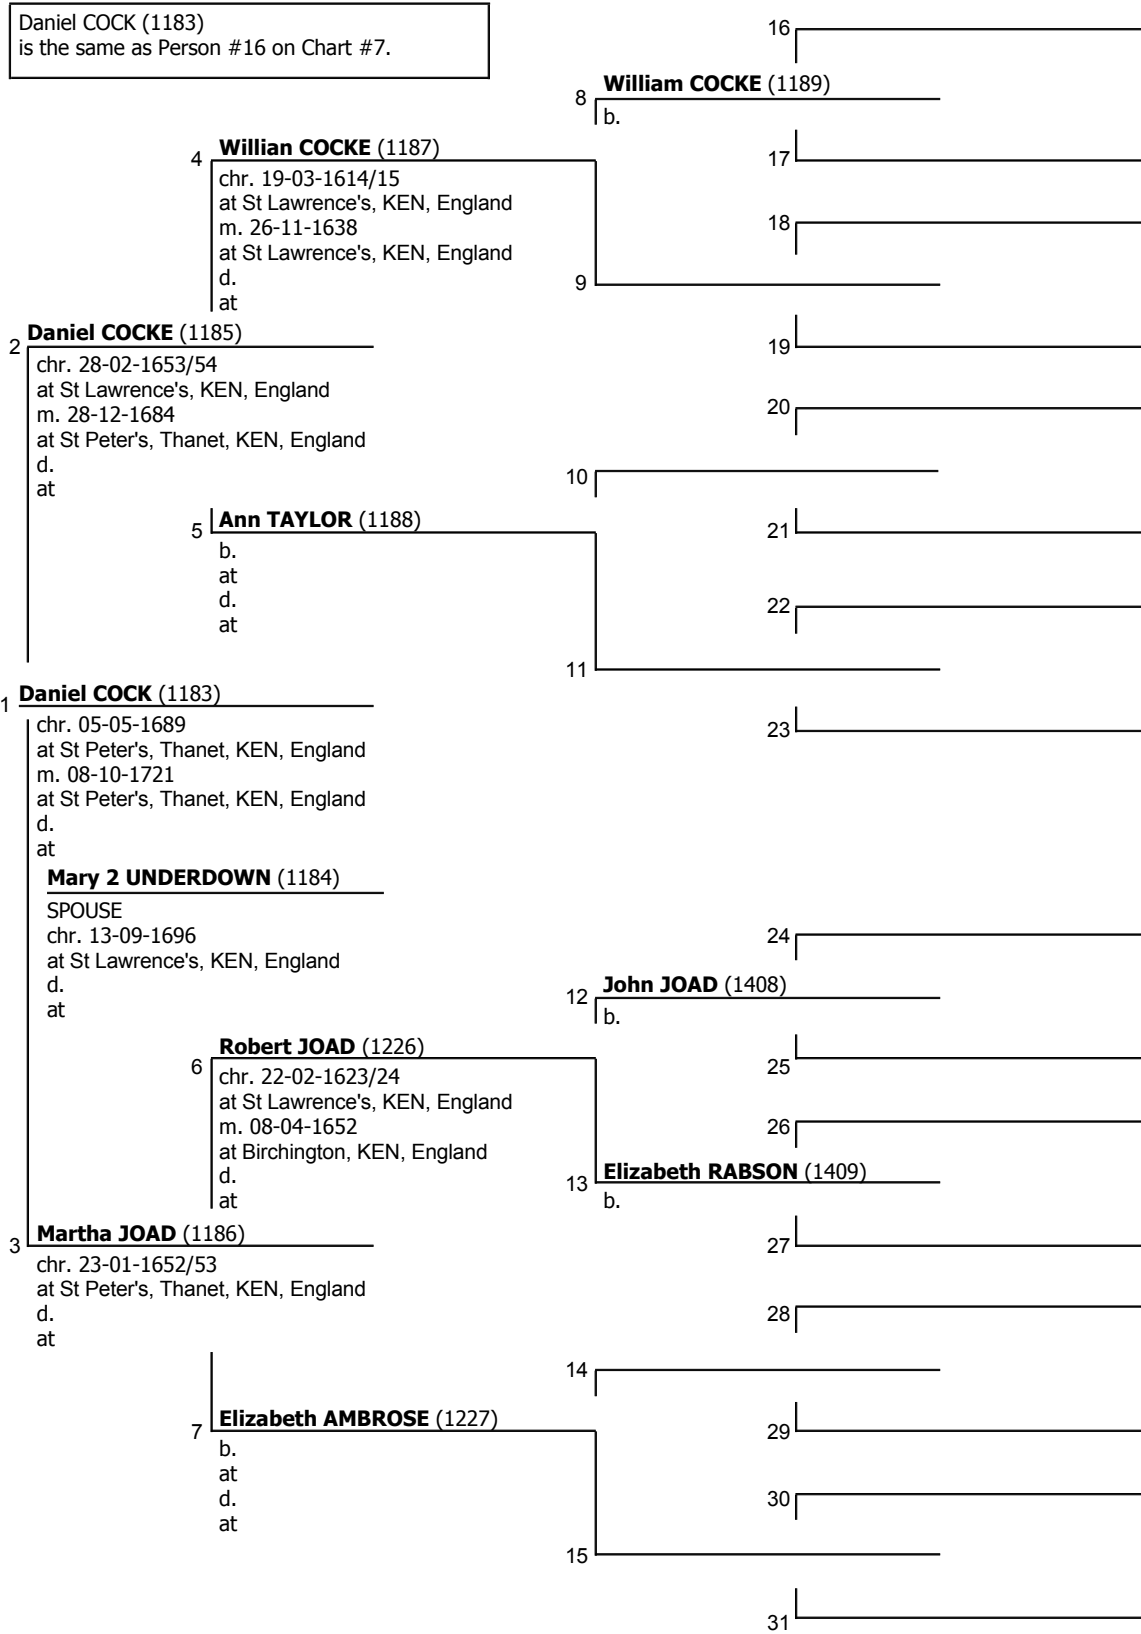 Daniel COCK (1183)
is the same as Person #16 on Chart #7.
16
William COCKE (1189)
8
b.
Willian COCKE (1187)
4
17
chr. 19-03-1614/15
at St Lawrence's, KEN, England
m. 26-11-1638
at St Lawrence's, KEN, England
d.
at
18
9
Daniel COCKE (1185)
2
19
chr. 28-02-1653/54
at St Lawrence's, KEN, England
m. 28-12-1684
at St Peter's, Thanet, KEN, England
d.
at
20
10
Ann TAYLOR (1188)
5
21
b.
at
d.
at
22
11
Daniel COCK (1183)
1
23
chr. 05-05-1689
at St Peter's, Thanet, KEN, England
m. 08-10-1721
at St Peter's, Thanet, KEN, England
d.
at
Mary 2 UNDERDOWN (1184)
SPOUSE
chr. 13-09-1696
at St Lawrence's, KEN, England
d.
at
24
John JOAD (1408)
12
b.
Robert JOAD (1226)
6
25
chr. 22-02-1623/24
at St Lawrence's, KEN, England
m. 08-04-1652
at Birchington, KEN, England
d.
at
26
Elizabeth RABSON (1409)
13
b.
Martha JOAD (1186)
3
27
chr. 23-01-1652/53
at St Peter's, Thanet, KEN, England
d.
at
28
14
Elizabeth AMBROSE (1227)
7
29
b.
at
d.
at
30
15
31